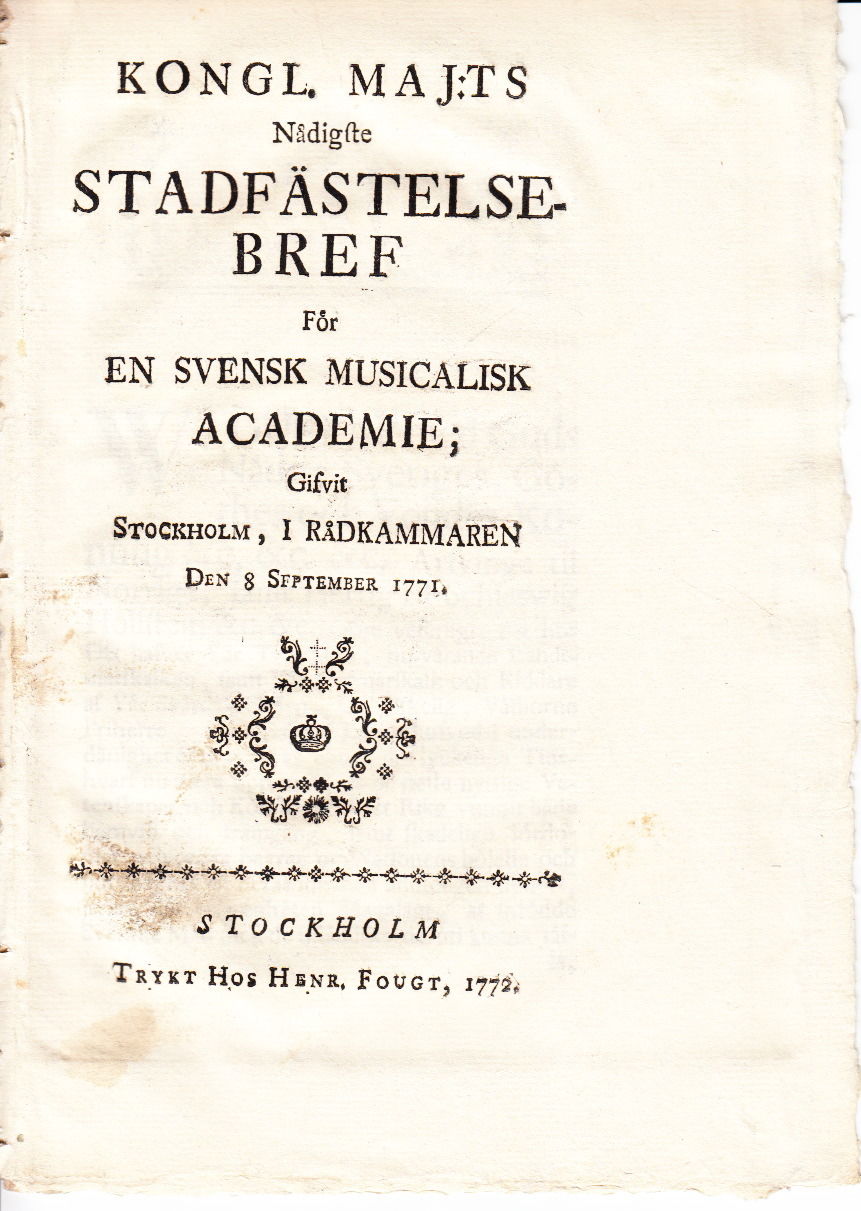 KONGL. MAJ:TS
Nådigſte
STADFÄSTELSE-
BREF
Fôr
EN SVENSK MUSICALISK
ACADEMIE;
Gifvit
STOCKHOLM, I RÅDKAMMAREN
DEN 8 SEPTEMBER 1771.
STOCKHOLM
TRYKT HOS HENR. FOUGT, 1772.